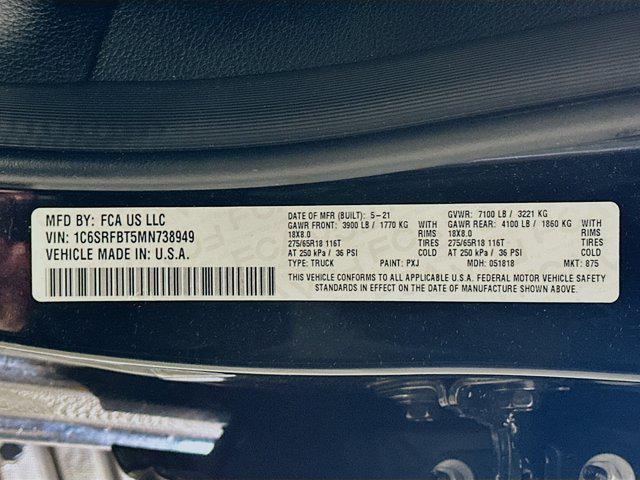 MFD BY: FCA US LLC
VIN: 1C6SRFBT5MN738949
VEHICLE MADE IN: U.S.A.
DATE OF MFR (BUILT): 5-21 GVWR: 7100 LB / 3221 KG
GAWR FRONT: 3900 LB / 1770 KG WITH GAWR REAR: 4100 LB / 1860 KG WITH
18X8.0 RIMS 18X8.0 RIMS
275/65R18 116T TIRES 275/65R18 116T TIRES
AT 250 kPa / 36 PSI COLD AT 250 kPa / 36 PSI COLD
TYPE: TRUCK PAINT: PXJ MDH: 051818 MKT: 875
THIS VEHICLE CONFORMS TO ALL APPLICABLE U.S.A. FEDERAL MOTOR VEHICLE SAFETY
STANDARDS IN EFFECT ON THE DATE OF MANUFACTURE SHOWN ABOVE.